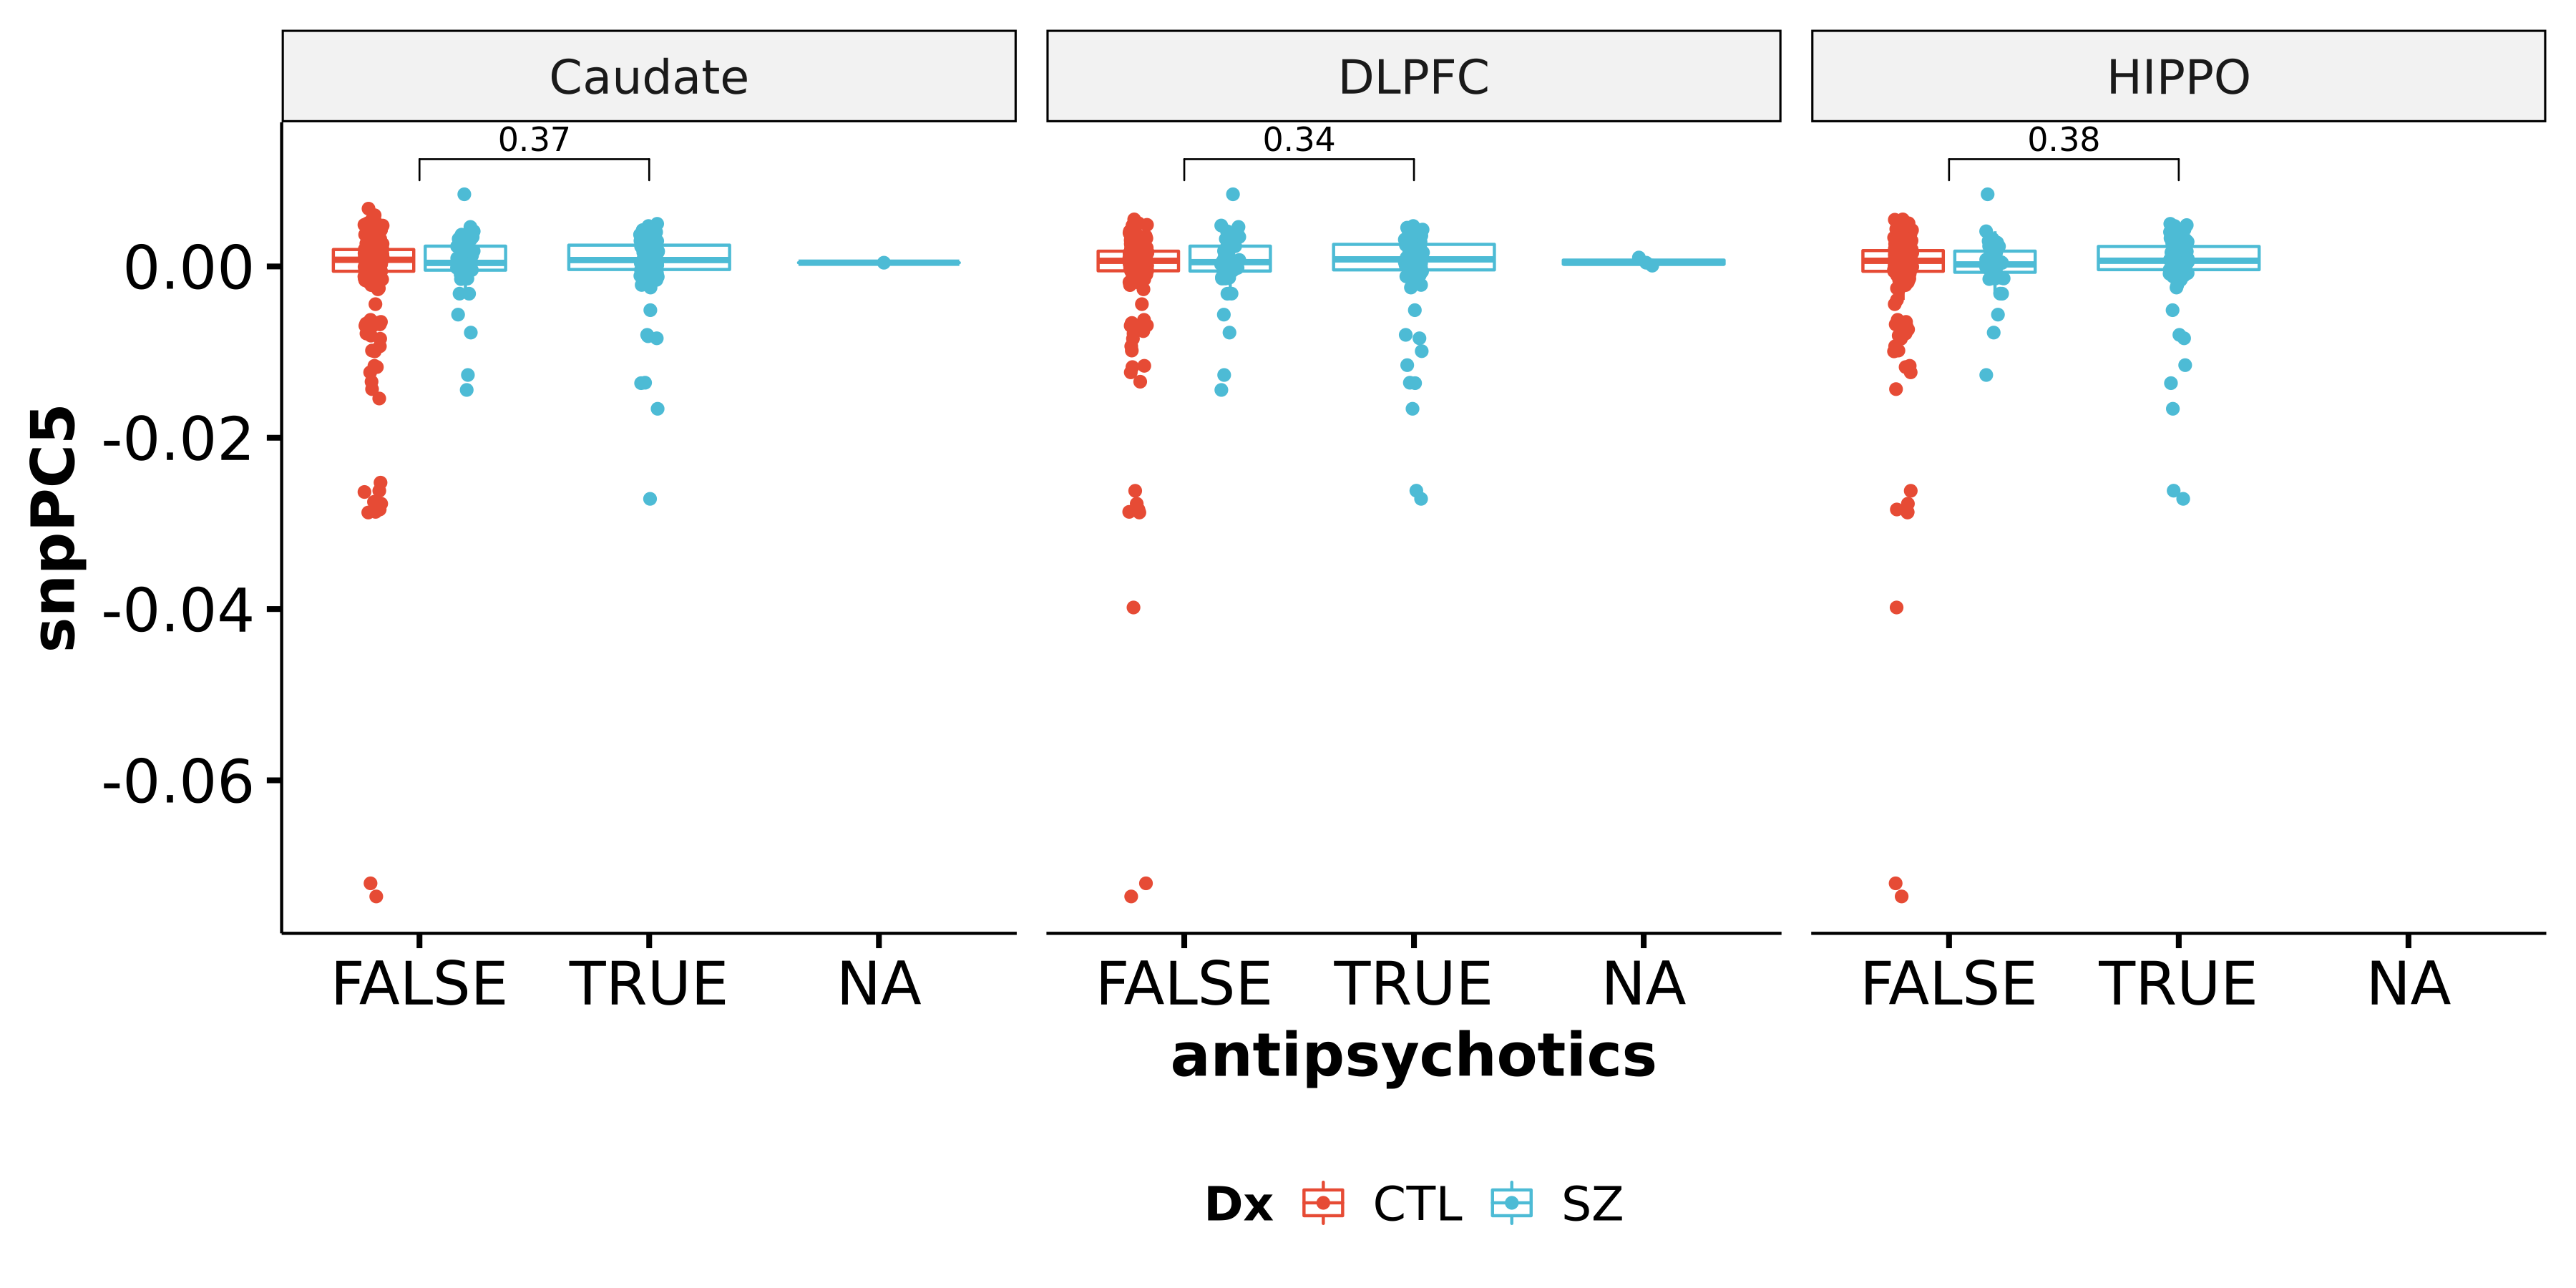 Caudate DLPFC HIPPO
0.37 0.34 0.38
0.00
-0.02
-0.04
-0.06
snpPC5
FALSE TRUE NA FALSE TRUE NA FALSE TRUE NA
antipsychotics
Dx CTL SZ